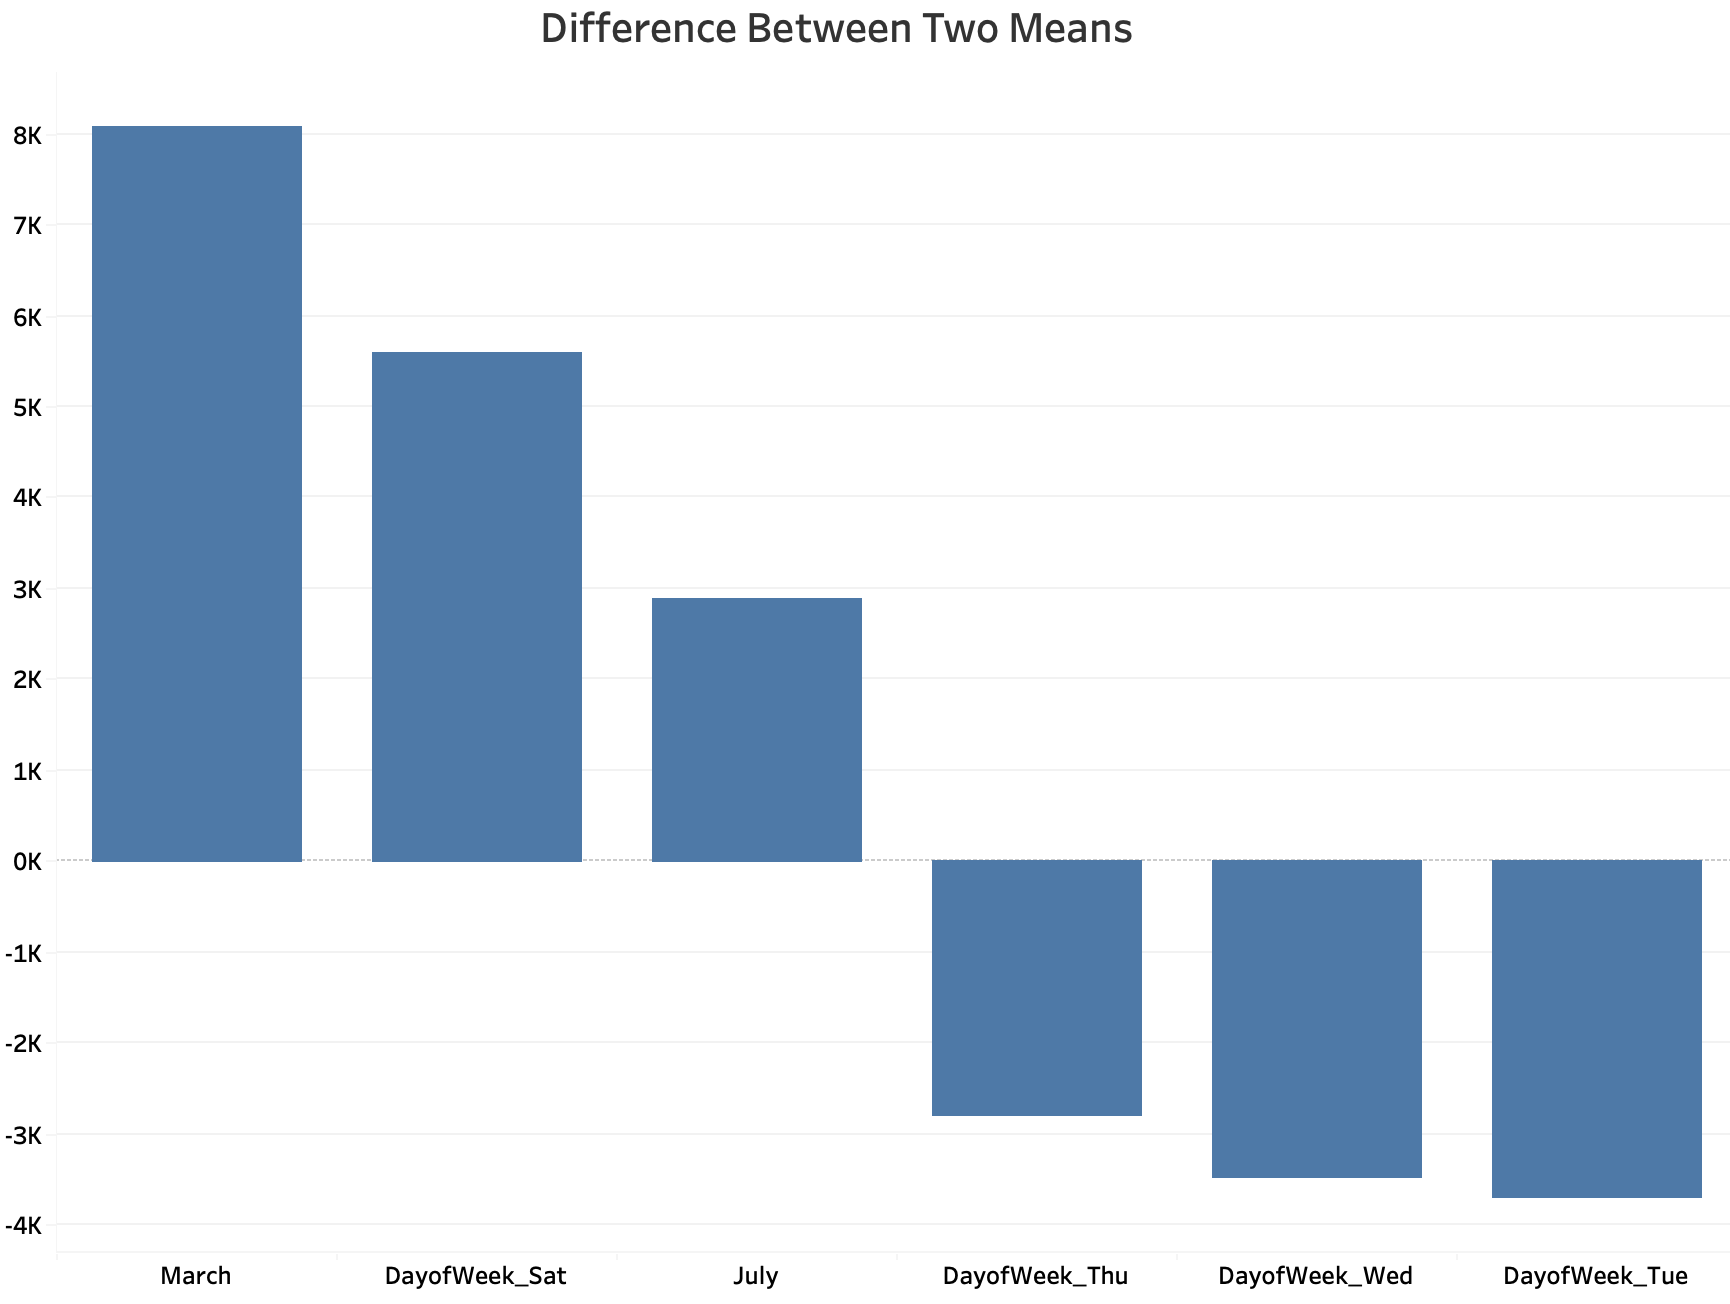 Difference Between Two Means
8K
7K
6K
5K
4K
3K
2K
1K
0K
-1K
-2K
-3K
-4K
March DayofWeek_Sat July DayofWeek_Thu DayofWeek_Wed DayofWeek_Tue